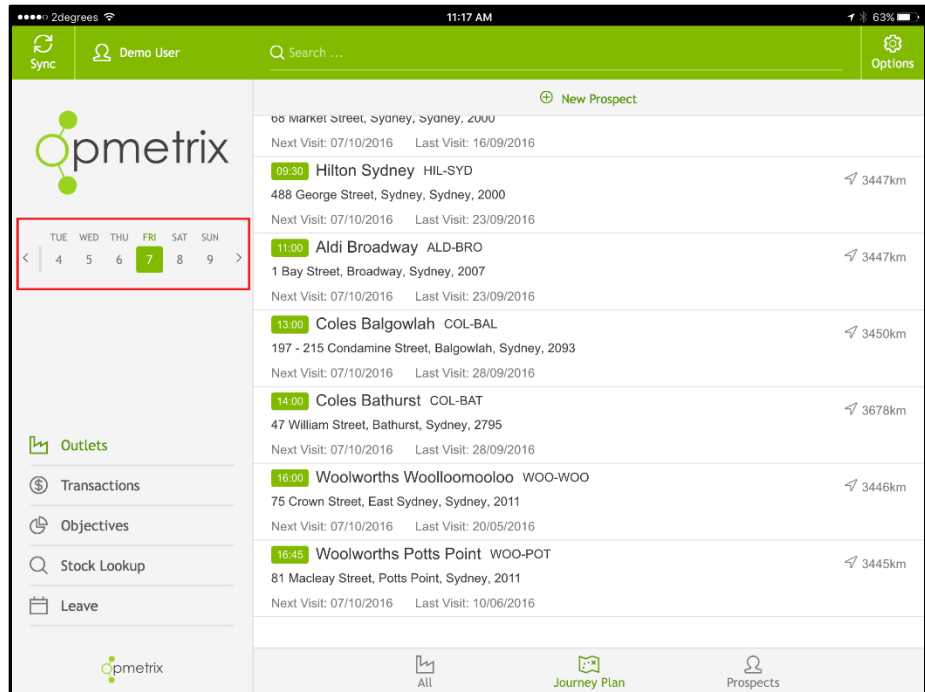 2degrees
11:17 AM
63%
Sync
Demo User
Search ...
Options
opmetrix
TUE WED THU FRI SAT SUN
< 4 5 6 7 8 9 >
Outlets
Transactions
Objectives
Stock Lookup
Leave
opmetrix
New Prospect
68 Market Street, Sydney, Sydney, 2000
Next Visit: 07/10/2016 Last Visit: 16/09/2016
09:30 Hilton Sydney HIL-SYD
3447km
488 George Street, Sydney, Sydney, 2000
Next Visit: 07/10/2016 Last Visit: 23/09/2016
11:00 Aldi Broadway ALD-BRO
3447km
1 Bay Street, Broadway, Sydney, 2007
Next Visit: 07/10/2016 Last Visit: 23/09/2016
13:00 Coles Balgowlah COL-BAL
3450km
197 - 215 Condamine Street, Balgowlah, Sydney, 2093
Next Visit: 07/10/2016 Last Visit: 28/09/2016
14:00 Coles Bathurst COL-BAT
3678km
47 William Street, Bathurst, Sydney, 2795
Next Visit: 07/10/2016 Last Visit: 28/09/2016
16:00 Woolworths Woolloomooloo WOO-WOO
3446km
75 Crown Street, East Sydney, Sydney, 2011
Next Visit: 07/10/2016 Last Visit: 20/05/2016
16:45 Woolworths Potts Point WOO-POT
3445km
81 Macleay Street, Potts Point, Sydney, 2011
Next Visit: 07/10/2016 Last Visit: 10/06/2016
All
Journey Plan
Prospects